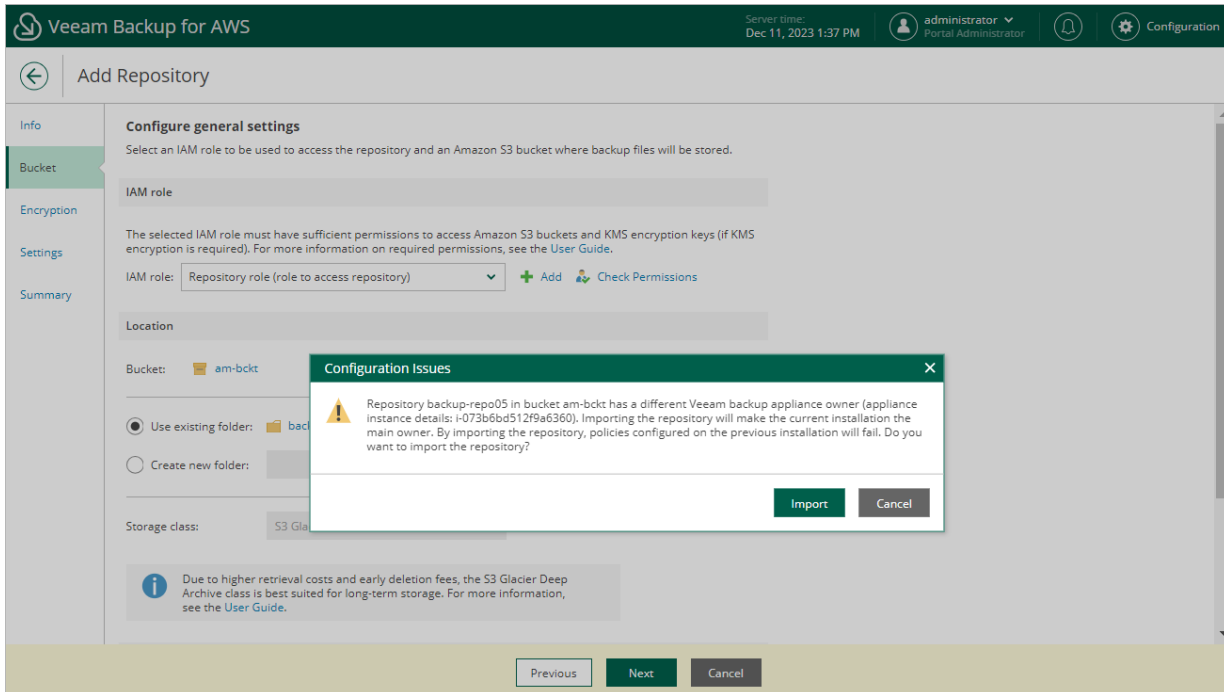 Veeam Backup for AWS
Server time:
Dec 11, 2023 1:37 PM
administrator
Portal Administrator
Configuration
Add Repository
Info
Bucket
Encryption
Settings
Summary
Configure general settings
Select an IAM role to be used to access the repository and an Amazon S3 bucket where backup files will be stored.
IAM role
The selected IAM role must have sufficient permissions to access Amazon S3 buckets and KMS encryption keys (if KMS
encryption is required). For more information on required permissions, see the User Guide.
IAM role: Repository role (role to access repository) Add Check Permissions
Location
Bucket: am-bckt
Use existing folder: back
Create new folder:
Storage class: S3 Gla
Configuration Issues
Repository backup-repo05 in bucket am-bckt has a different Veeam backup appliance owner (appliance
instance details: i-073b6bd512f9a6360). Importing the repository will make the current installation the
main owner. By importing the repository, policies configured on the previous installation will fail. Do you
want to import the repository?
Import Cancel
Due to higher retrieval costs and early deletion fees, the S3 Glacier Deep
Archive class is best suited for long-term storage. For more information,
see the User Guide.
Previous Next Cancel